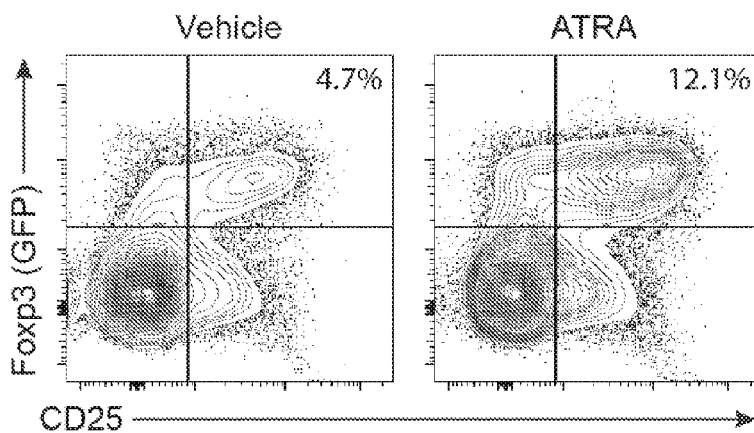 Vehicle
ATRA
4.7%
12.1%
Foxp3 (GFP)
CD25